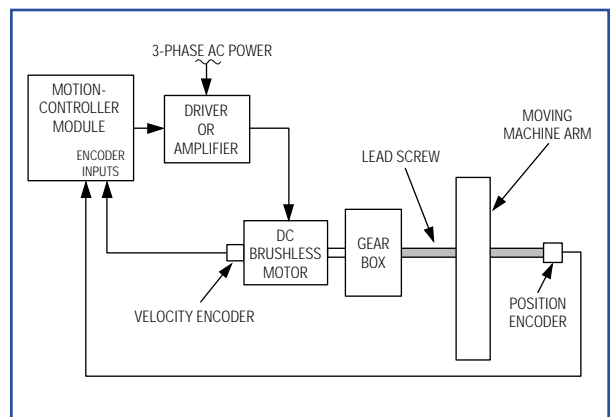 3-PHASE AC POWER
MOTION-
CONTROLLER
MODULE
ENCODER
INPUTS
DRIVER
OR
AMPLIFIER
MOVING
MACHINE ARM
LEAD SCREW
DC
BRUSHLESS
MOTOR
GEAR
BOX
VELOCITY ENCODER
POSITION
ENCODER